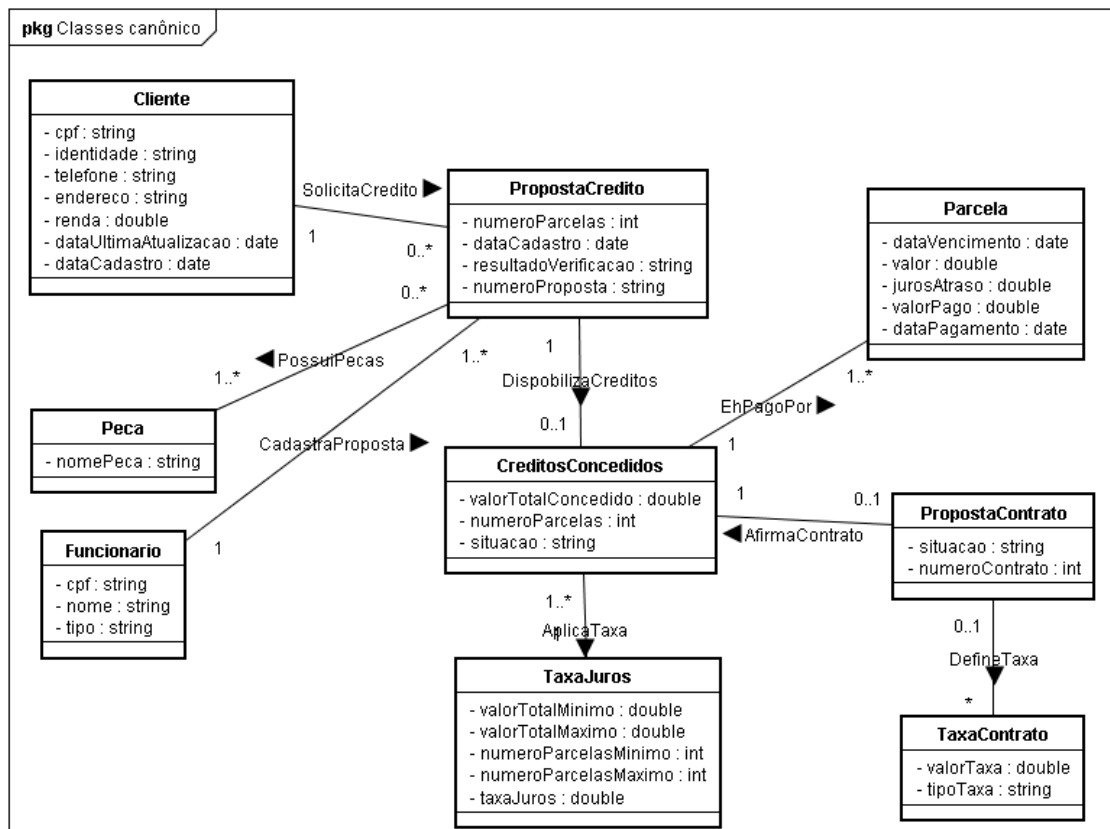 pkg Classes canônico
Cliente
- cpf : string
- identidade : string
- telefone : string
- endereco : string
- renda : double
- dataUltimaAtualizacao : date
- dataCadastro : date
SolicitaCredito
1
0..*
PropostaCredito
- numeroParcelas : int
- dataCadastro : date
- resultadoVerificacao : string
- numeroProposta : string
Parcela
- dataVencimento : date
- valor : double
- jurosAtraso : double
- valorPago : double
- dataPagamento : date
0..*
PossuiPecas
1..*
1..*
1
DispobilizaCreditos
0..1
1..*
EhPagoPor
1
Peca
- nomePeca : string
CadastraProposta
1
Funcionario
- cpf : string
- nome : string
- tipo : string
CreditosConcedidos
- valorTotalConcedido : double
- numeroParcelas : int
- situacao : string
1
0..1
AfirmaContrato
PropostaContrato
- situacao : string
- numeroContrato : int
1..*
AplicaTaxa
1
0..1
DefineTaxa
*
TaxaJuros
- valorTotalMinimo : double
- valorTotalMaximo : double
- numeroParcelasMinimo : int
- numeroParcelasMaximo : int
- taxaJuros : double
TaxaContrato
- valorTaxa : double
- tipoTaxa : string